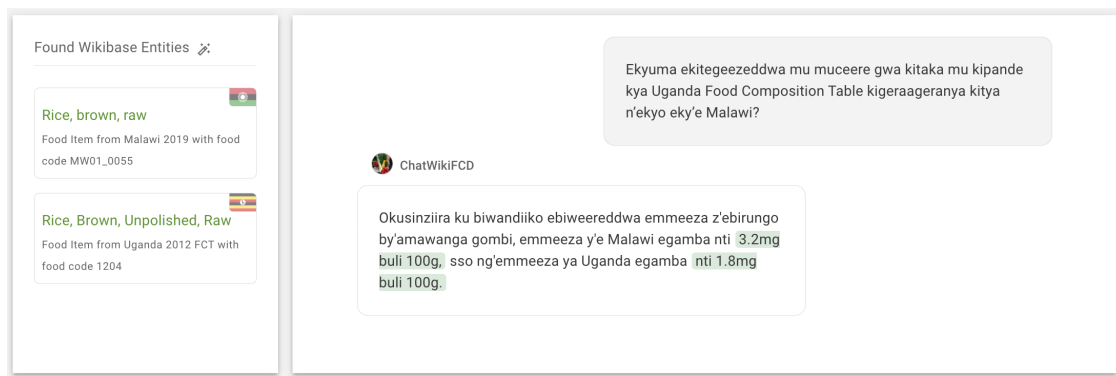 Found Wikibase Entities
Rice, brown, raw
Food Item from Malawi 2019 with food
code MW01_0055
Rice, Brown, Unpolished, Raw
Food Item from Uganda 2012 FCT with
food code 1204
Ekyuma ekitegeezeddwa mu muceere gwa kitaka mu kipande
kya Uganda Food Composition Table kigeraageranya kitya
n'ekyo eky'e Malawi?
ChatWikiFCD
Okusinziira ku biwandiiko ebiweereddwa emmeeza z'ebirungo
by'amawanga gombi, emmeeza y'e Malawi egamba nti 3.2mg
buli 100g, sso ng'emmeeza ya Uganda egamba nti 1.8mg
buli 100g.